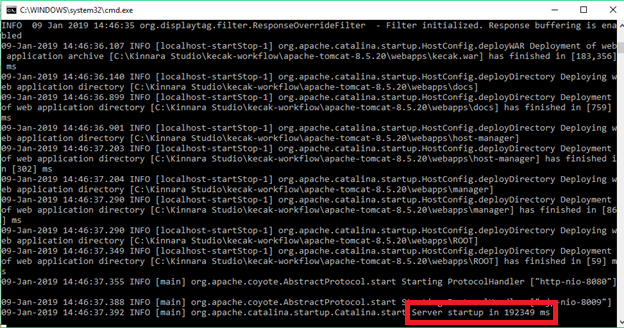 C:\WINDOWS\system32\cmd.exe
INFO  09 Jan 2019 14:46:35 org.displaytag.filter.ResponseOverrideFilter  - Filter initialized. Response buffering is ena
bled
09-Jan-2019 14:46:36.107 INFO [localhost-startStop-1] org.apache.catalina.startup.HostConfig.deployWAR Deployment of web
 application archive [C:\Kinnara Studio\kecak-workflow\apache-tomcat-8.5.20\webapps\kecak.war] has finished in [183,356]
 ms
09-Jan-2019 14:46:36.140 INFO [localhost-startStop-1] org.apache.catalina.startup.HostConfig.deployDirectory Deploying w
eb application directory [C:\Kinnara Studio\kecak-workflow\apache-tomcat-8.5.20\webapps\docs]
09-Jan-2019 14:46:36.899 INFO [localhost-startStop-1] org.apache.catalina.startup.HostConfig.deployDirectory Deployment
of web application directory [C:\Kinnara Studio\kecak-workflow\apache-tomcat-8.5.20\webapps\docs] has finished in [759]
ms
09-Jan-2019 14:46:36.901 INFO [localhost-startStop-1] org.apache.catalina.startup.HostConfig.deployDirectory Deploying w
eb application directory [C:\Kinnara Studio\kecak-workflow\apache-tomcat-8.5.20\webapps\host-manager]
09-Jan-2019 14:46:37.203 INFO [localhost-startStop-1] org.apache.catalina.startup.HostConfig.deployDirectory Deployment
of web application directory [C:\Kinnara Studio\kecak-workflow\apache-tomcat-8.5.20\webapps\host-manager] has finished i
n [302] ms
09-Jan-2019 14:46:37.204 INFO [localhost-startStop-1] org.apache.catalina.startup.HostConfig.deployDirectory Deploying w
eb application directory [C:\Kinnara Studio\kecak-workflow\apache-tomcat-8.5.20\webapps\manager]
09-Jan-2019 14:46:37.290 INFO [localhost-startStop-1] org.apache.catalina.startup.HostConfig.deployDirectory Deployment
of web application directory [C:\Kinnara Studio\kecak-workflow\apache-tomcat-8.5.20\webapps\manager] has finished in [86
] ms
09-Jan-2019 14:46:37.290 INFO [localhost-startStop-1] org.apache.catalina.startup.HostConfig.deployDirectory Deploying w
eb application directory [C:\Kinnara Studio\kecak-workflow\apache-tomcat-8.5.20\webapps\ROOT]
09-Jan-2019 14:46:37.349 INFO [localhost-startStop-1] org.apache.catalina.startup.HostConfig.deployDirectory Deployment
of web application directory [C:\Kinnara Studio\kecak-workflow\apache-tomcat-8.5.20\webapps\ROOT] has finished in [59] m
s
09-Jan-2019 14:46:37.355 INFO [main] org.apache.coyote.AbstractProtocol.start Starting ProtocolHandler ["http-nio-8080"]
09-Jan-2019 14:46:37.388 INFO [main] org.apache.coyote.AbstractProtocol.start Starting ProtocolHandler nio-8009"]
09-Jan-2019 14:46:37.392 INFO [main] org.apache.catalina.startup.Catalina.start Server startup in 192349 ms